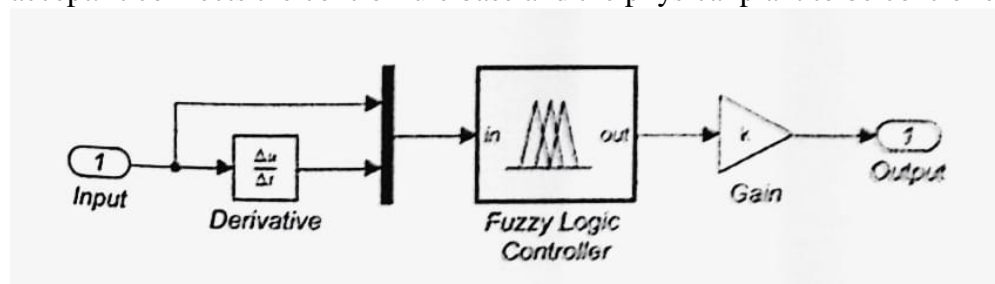 1
Input
Δu
Δt
Derivative
in
out
Fuzzy Logic
Controller
k
Gain
1
Output